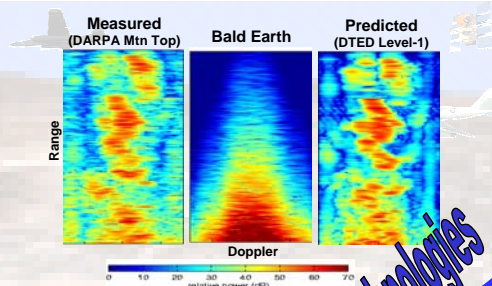 Measured
(DARPA Mtn Top)
Bald Earth
Predicted
(DTED Level-1)
Range
Doppler
0 10 20 30 40 50 60 70
relative power (dB)